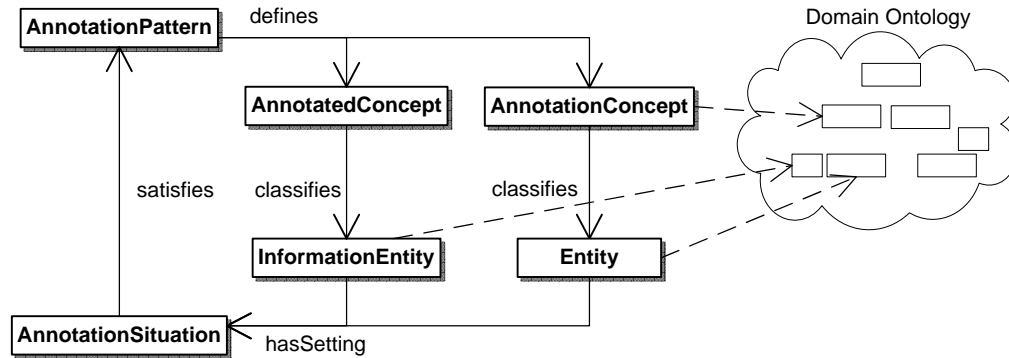 defines
Domain Ontology
AnnotationPattern
AnnotatedConcept
AnnotationConcept
satisfies
classifies
classifies
InformationEntity
Entity
AnnotationSituation
hasSetting